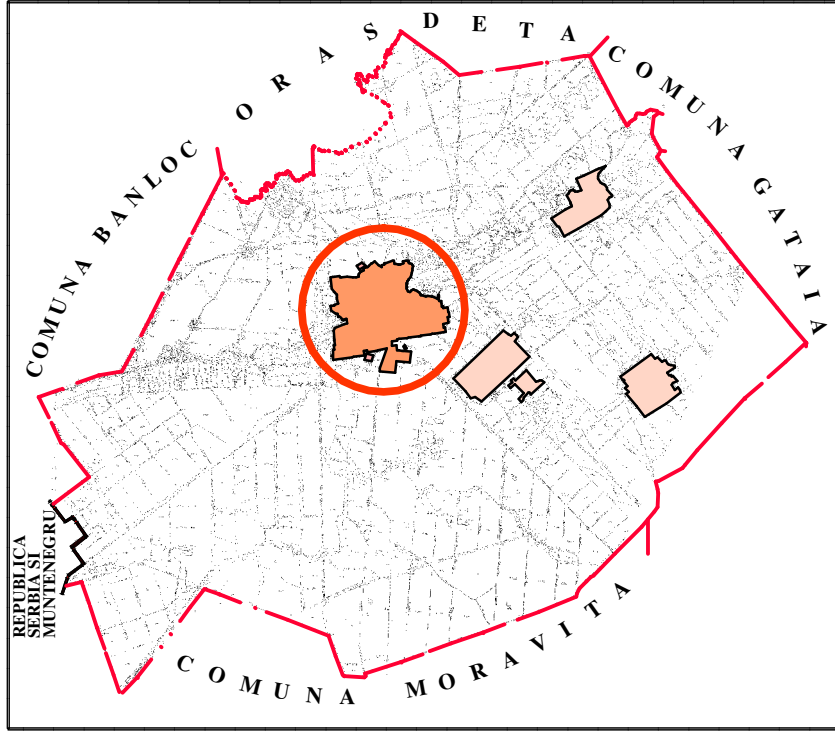 ORAS DETA
COMUNA GATAIA
COMUNA BANLOC
REPUBLICA
SERBIA SI
MUNTENEGRU
COMUNA MORAVITA